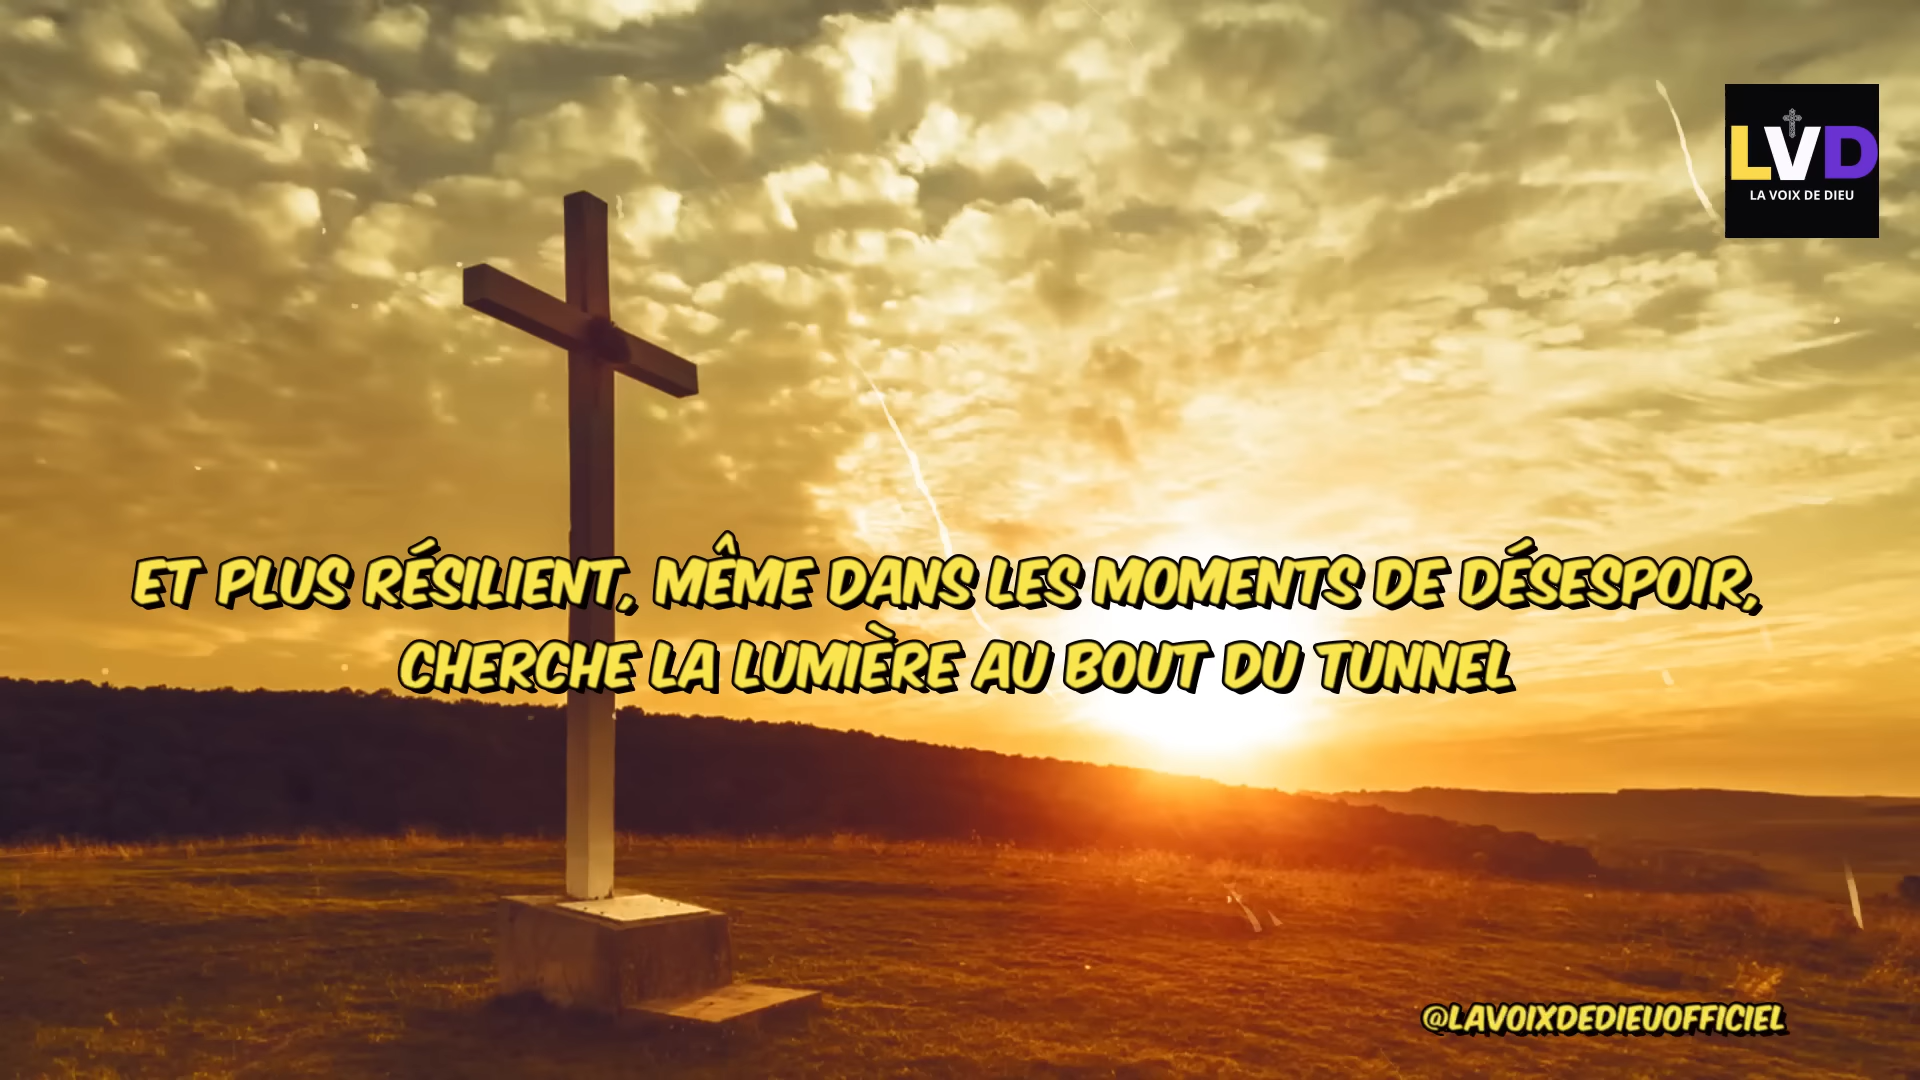 LVD
LA VOIX DE DIEU
ET PLUS RÉSILIENT, MÊME DANS LES MOMENTS DE DÉSESPOIR,
CHERCHE LA LUMIÈRE AU BOUT DU TUNNEL
@LAVOIXDEDIEUOFFICIEL